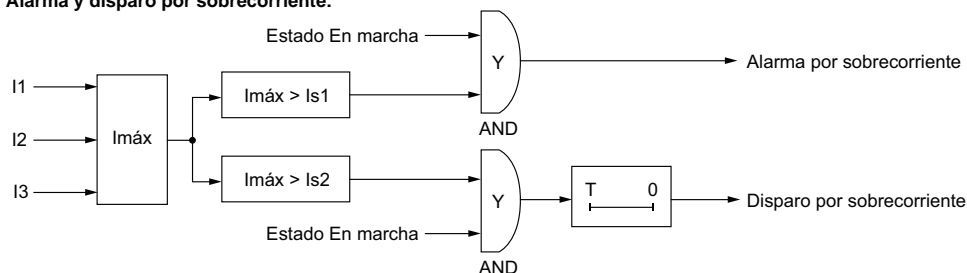 Alarma y disparo por sobrecorriente.
Estado En marcha
Y
AND
Alarma por sobrecorriente
I1
I2
I3
Imáx
Imáx > Is1
Imáx > Is2
Y
AND
T 0
Disparo por sobrecorriente
Estado En marcha